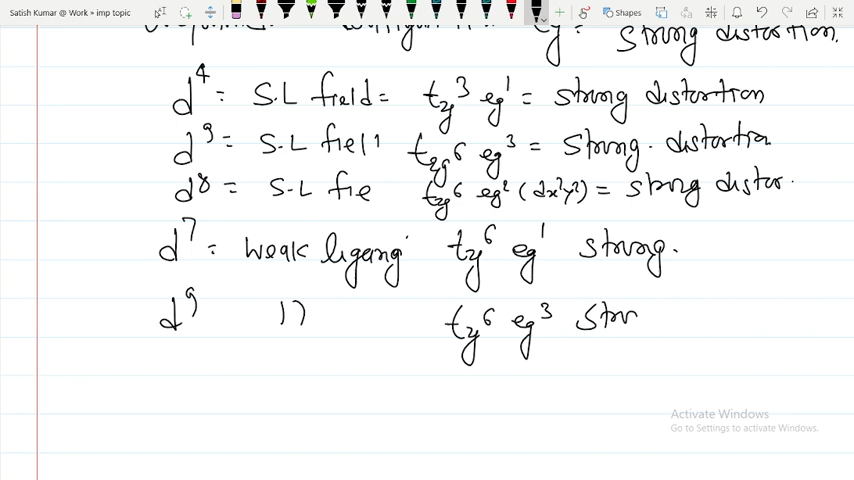 Satish Kumar @ Work » imp topic
Shapes
eg: strong distortion.
d⁴ = S.L field = t₂g³ eg¹ = strong distortion
d⁹ = S.L field t₂g⁶ eg³ = strong. distortion
d⁸ = S.L fie t₂g⁶ eg² (dx²y²) = strong distor.
d⁷ = weak ligang t₂g⁶ eg¹ strong.
d⁹ 11 t₂g⁶ eg³ stro
Activate Windows
Go to Settings to activate Windows.